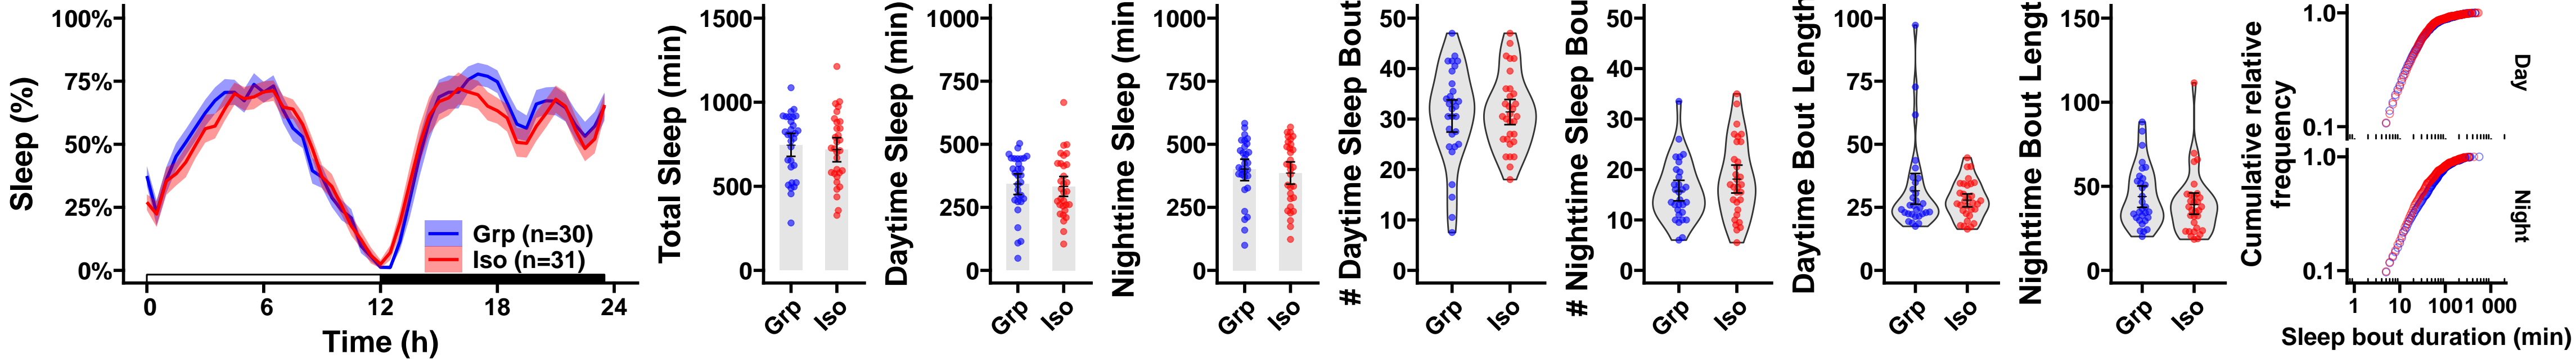 Sleep (%)
100%
75%
50%
25%
0%
Grp (n=30)
Iso (n=31)
0 6 12 18 24
Time (h)
Total Sleep (min)
1500
1000
500
0
Grp Iso
Daytime Sleep (min)
1000
750
500
250
0
Grp Iso
Nighttime Sleep (min
1000
750
500
250
0
Grp Iso
# Daytime Sleep Bout
50
40
30
20
10
0
Grp Iso
# Nighttime Sleep Bou
50
40
30
20
10
0
Grp Iso
Daytime Bout Length
100
75
50
25
0
Grp Iso
Nighttime Bout Lengt
150
100
50
0
Grp Iso
Cumulative relative
frequency
1.0
0.1
Day
1.0
0.1
Night
1 10 100 1 000
Sleep bout duration (min)